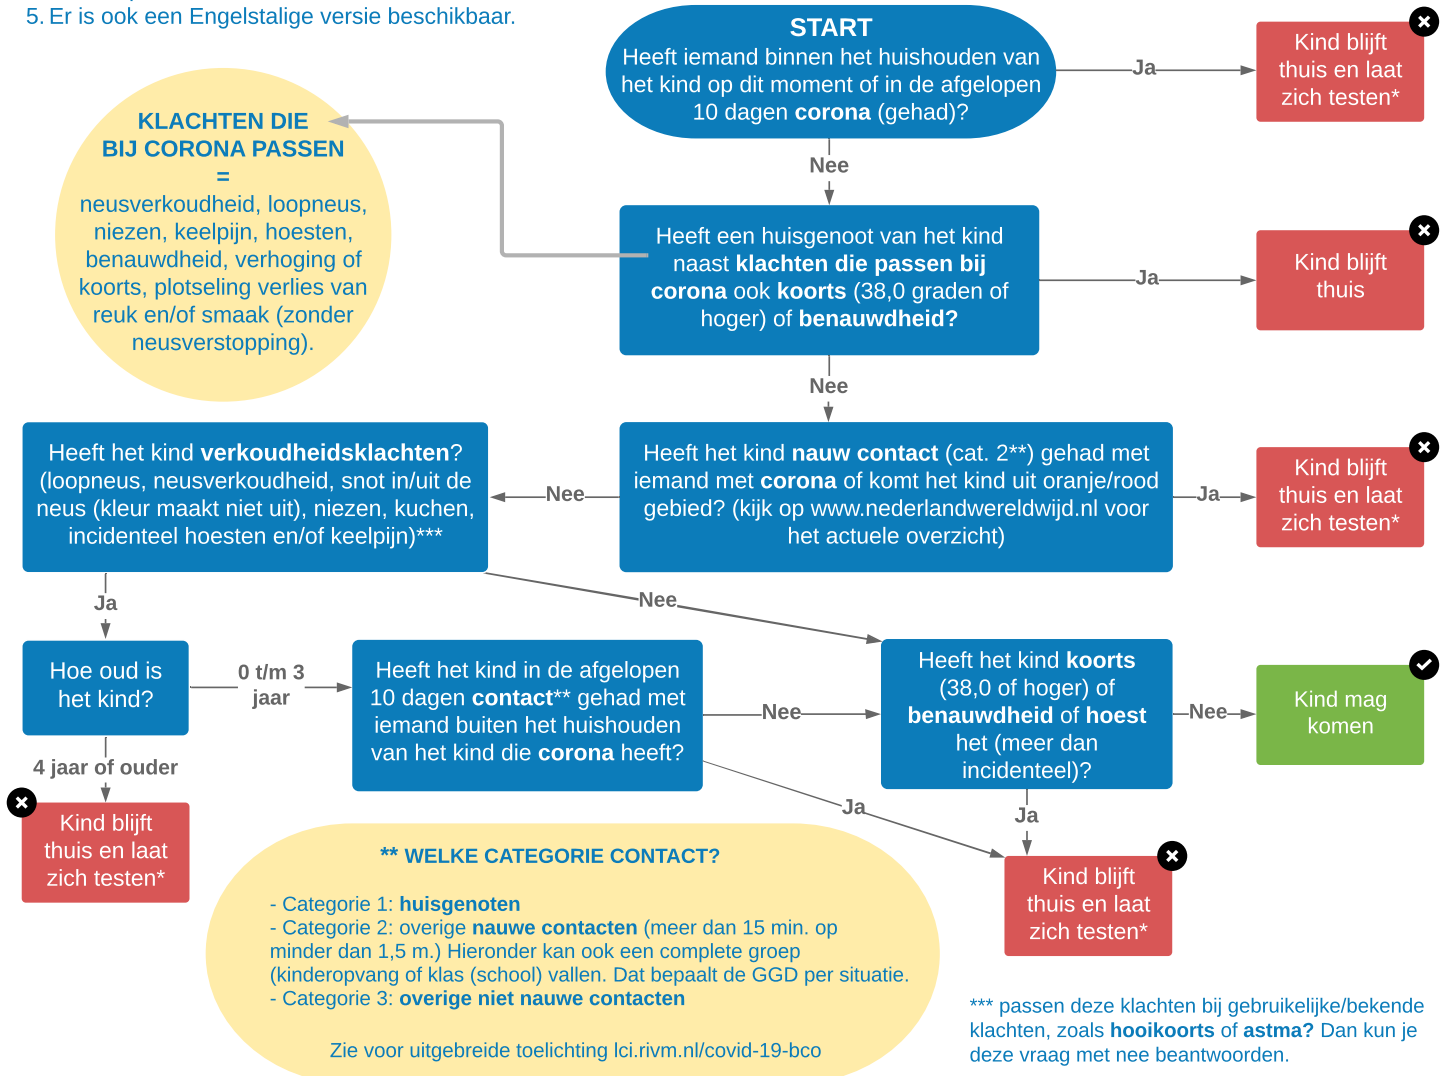 5. Er is ook een Engelstalige versie beschikbaar.
START
Heeft iemand binnen het huishouden van
het kind op dit moment of in de afgelopen
10 dagen corona (gehad)?
Ja
Kind blijft
thuis en laat
zich testen*
Nee
KLACHTEN DIE
BIJ CORONA PASSEN
=
neusverkoudheid, loopneus,
niezen, keelpijn, hoesten,
benauwdheid, verhoging of
koorts, plotseling verlies van
reuk en/of smaak (zonder
neusverstopping).
Heeft een huisgenoot van het kind
naast klachten die passen bij
corona ook koorts (38,0 graden of
hoger) of benauwdheid?
Ja
Kind blijft
thuis
Nee
Heeft het kind nauw contact (cat. 2**) gehad met
iemand met corona of komt het kind uit oranje/rood
gebied? (kijk op www.nederlandwereldwijd.nl voor
het actuele overzicht)
Ja
Kind blijft
thuis en laat
zich testen*
Nee
Heeft het kind verkoudheidsklachten?
(loopneus, neusverkoudheid, snot in/uit de
neus (kleur maakt niet uit), niezen, kuchen,
incidenteel hoesten en/of keelpijn)***
Ja
Nee
Hoe oud is
het kind?
0 t/m 3
jaar
Heeft het kind in de afgelopen
10 dagen contact** gehad met
iemand buiten het huishouden
van het kind die corona heeft?
Nee
Heeft het kind koorts
(38,0 of hoger) of
benauwdheid of hoest
het (meer dan
incidenteel)?
Nee
Kind mag
komen
4 jaar of ouder
Kind blijft
thuis en laat
zich testen*
Ja
Ja
Kind blijft
thuis en laat
zich testen*
** WELKE CATEGORIE CONTACT?
- Categorie 1: huisgenoten
- Categorie 2: overige nauwe contacten (meer dan 15 min. op
minder dan 1,5 m.) Hieronder kan ook een complete groep
(kinderopvang of klas (school) vallen. Dat bepaalt de GGD per situatie.
- Categorie 3: overige niet nauwe contacten
Zie voor uitgebreide toelichting lci.rivm.nl/covid-19-bco
*** passen deze klachten bij gebruikelijke/bekende
klachten, zoals hooikoorts of astma? Dan kun je
deze vraag met nee beantwoorden.